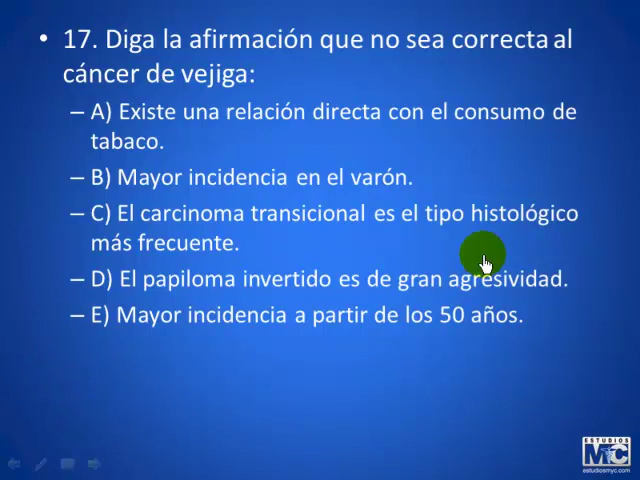 • 17. Diga la afirmación que no sea correcta al
cáncer de vejiga:
– A) Existe una relación directa con el consumo de
tabaco.
– B) Mayor incidencia en el varón.
– C) El carcinoma transicional es el tipo histológico
más frecuente.
– D) El papiloma invertido es de gran agresividad.
– E) Mayor incidencia a partir de los 50 años.
ESTUDIOS
MC
estudiosmyc.com